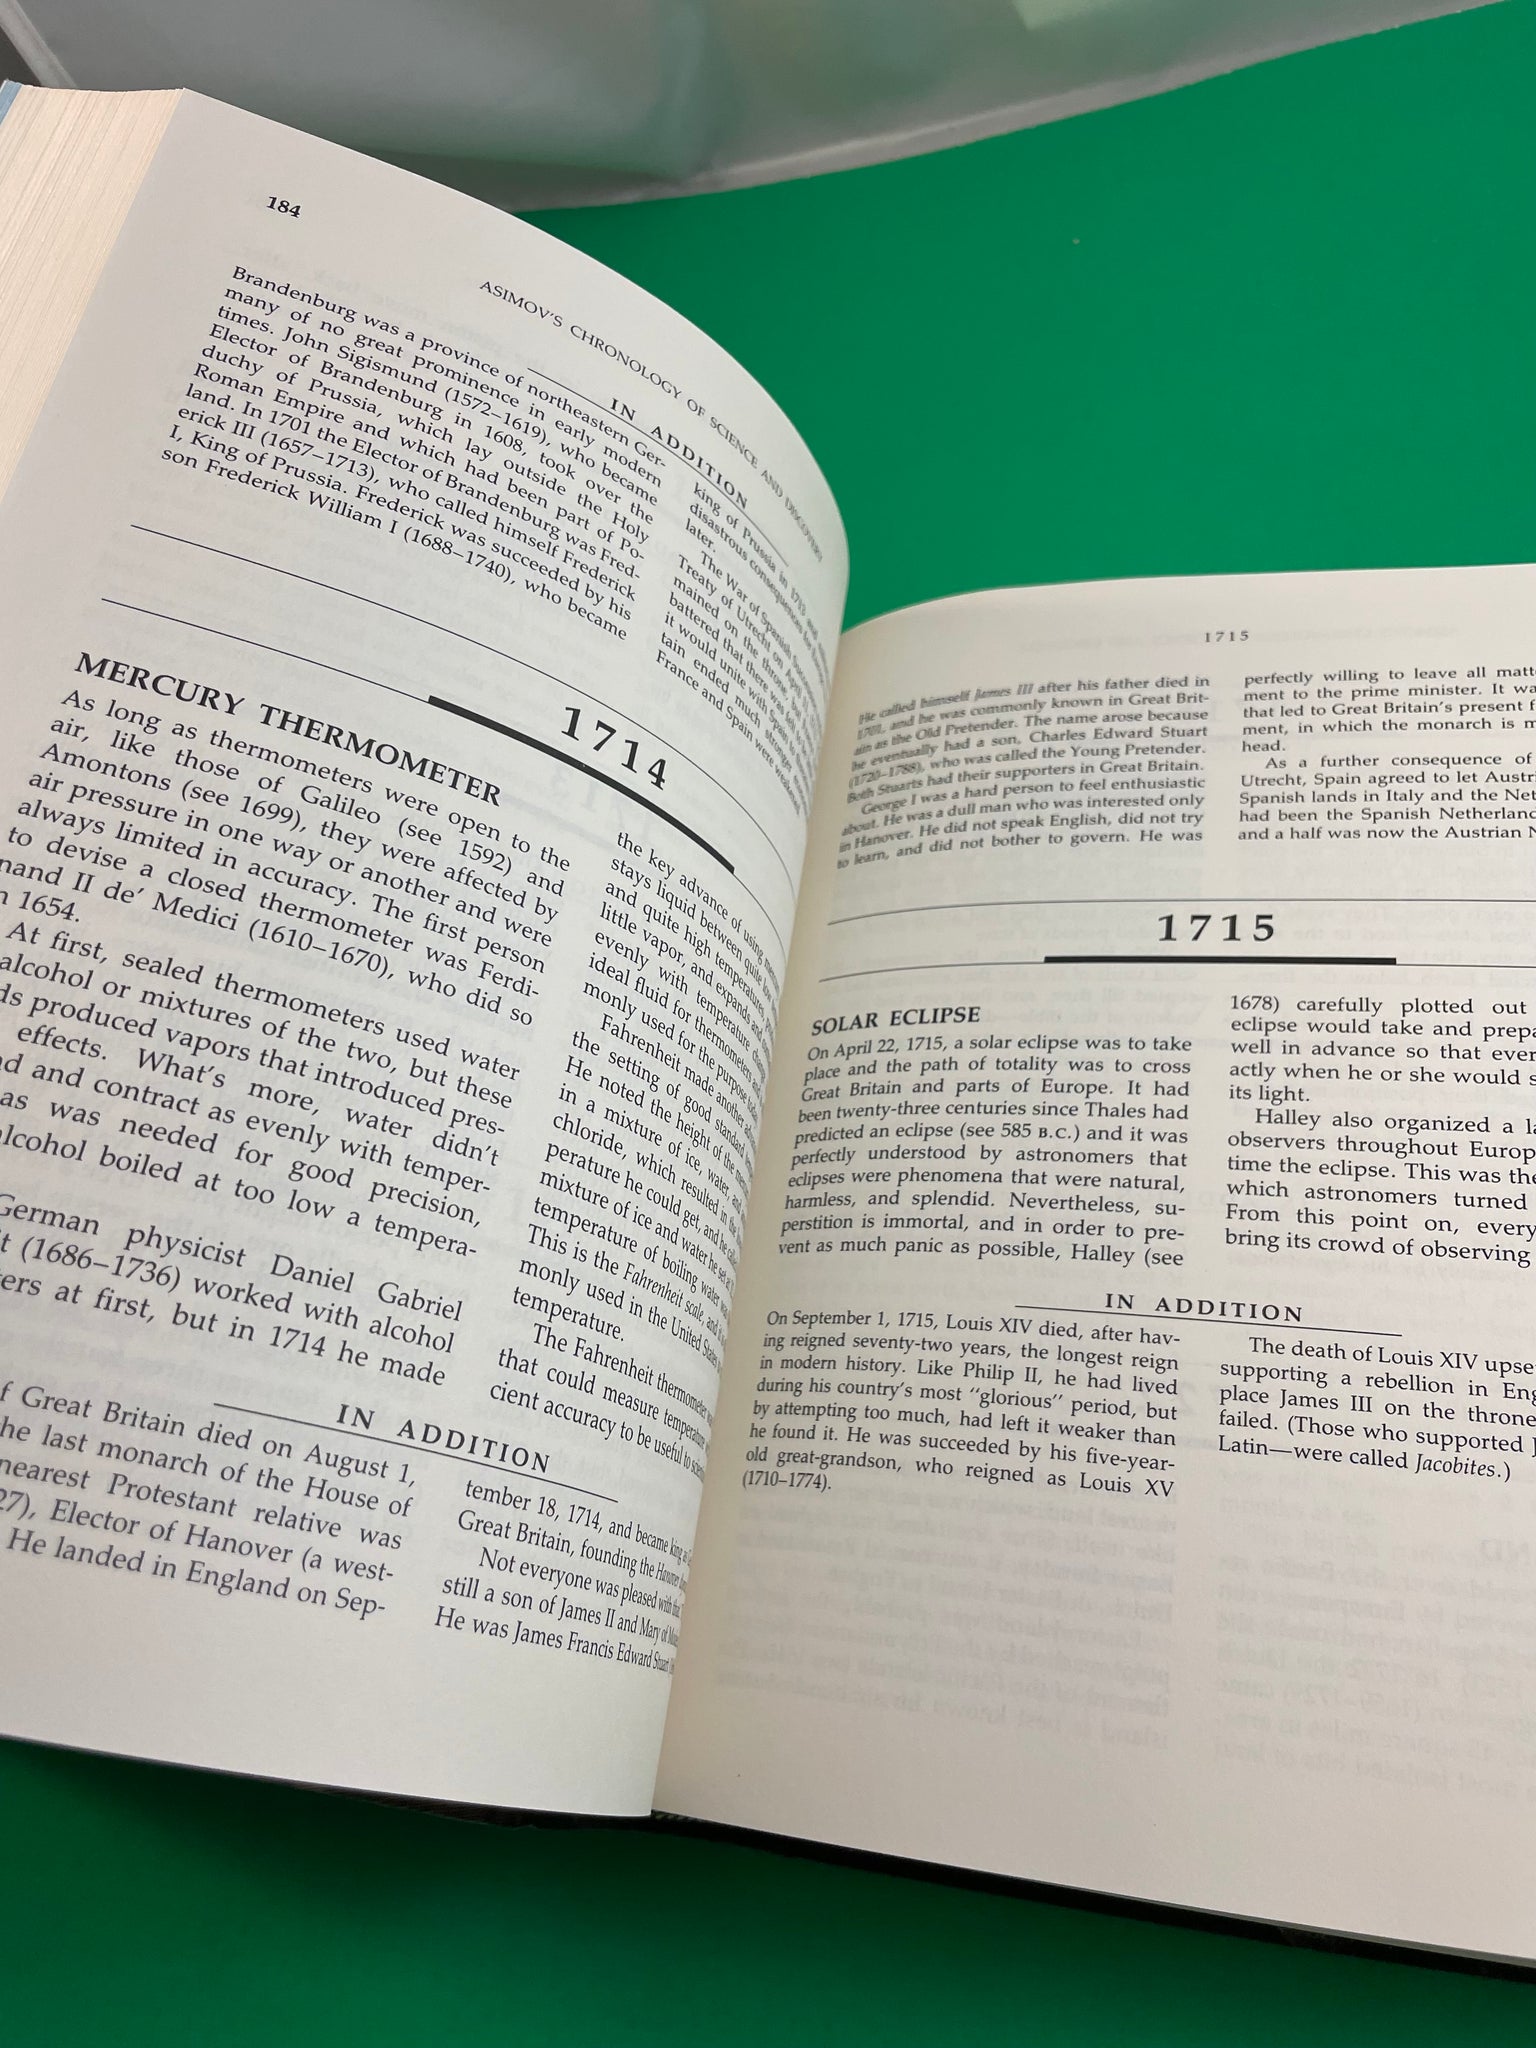 184
ASIMOV'S CHRONOLOGY OF SCIENCE AND DISCOVERY
IN ADDITION
Brandenburg was a province of northeastern Ger-
many of no great prominence in early modern
times. John Sigismund (1572–1619), who became
Elector of Brandenburg in 1608, took over the
duchy of Prussia, which lay outside the Holy
Roman Empire and which had been part of Po-
land. In 1701 the Elector of Brandenburg was Fred-
erick III (1657–1713), who called himself Frederick
I, King of Prussia. Frederick was succeeded by his
son Frederick William I (1688–1740), who became
king of Prussia in 1713
disastrous consequences for
later.
The War of Spanish
Treaty of Utrecht on April
mained on the throne,
battered that there was
it would unite with Spain
tain ended much stronger
France and Spain were weakened
1714
MERCURY THERMOMETER
As long as thermometers were open to the
air, like those of Galileo (see 1592) and
Amontons (see 1699), they were affected by
air pressure in one way or another and were
always limited in accuracy. The first person
to devise a closed thermometer was Ferdi-
nand II de' Medici (1610–1670), who did so
1654.
At first, sealed thermometers used water
alcohol or mixtures of the two, but these
produced vapors that introduced pres-
effects. What's more, water didn't
and contract as evenly with temper-
as was needed for good precision,
alcohol boiled at too low a tempera-
German physicist Daniel Gabriel
(1686–1736) worked with alcohol
at first, but in 1714 he made
the key advance of using
stays liquid between quite low
and quite high temperatures,
little vapor, and expands and
evenly with temperature
ideal fluid for thermometers and
monly used for the purpose
Fahrenheit made another
the setting of good standard
He noted the height of the
in a mixture of ice, water, and
chloride, which resulted in the
perature he could get, and he
mixture of ice and water he set at
temperature of boiling water
This is the Fahrenheit scale, and
monly used in the United States
temperature.
The Fahrenheit thermometer
that could measure temperature
cient accuracy to be useful to
IN ADDITION
of Great Britain died on August 1,
the last monarch of the House of
nearest Protestant relative was
27), Elector of Hanover (a west-
He landed in England on Sep-
tember 18, 1714, and became king
Great Britain, founding the Hanover
Not everyone was pleased with
still a son of James II and Mary of
He was James Francis Edward Stuart
1715
He called himself James III after his father died in
1701, and he was commonly known in Great Brit-
ain as the Old Pretender. The name arose because
he eventually had a son, Charles Edward Stuart
(1720–1788), who was called the Young Pretender.
Both Stuarts had their supporters in Great Britain.
George I was a hard person to feel enthusiastic
about. He was a dull man who was interested only
in Hanover. He did not speak English, did not try
to learn, and did not bother to govern. He was
perfectly willing to leave all
ment to the prime minister. It
that led to Great Britain's present
ment, in which the monarch is
head.
As a further consequence of
Utrecht, Spain agreed to let
Spanish lands in Italy and the
had been the Spanish
and a half was now the Austrian
1715
SOLAR ECLIPSE
On April 22, 1715, a solar eclipse was to take
place and the path of totality was to cross
Great Britain and parts of Europe. It had
been twenty-three centuries since Thales had
predicted an eclipse (see 585 B.C.) and it was
perfectly understood by astronomers that
eclipses were phenomena that were natural,
harmless, and splendid. Nevertheless, su-
perstition is immortal, and in order to pre-
vent as much panic as possible, Halley (see
1678) carefully plotted out
eclipse would take and
well in advance so that
actly when he or she would
its light.
Halley also organized a
observers throughout
time the eclipse. This was
which astronomers turned
From this point on,
bring its crowd of observing
IN ADDITION
On September 1, 1715, Louis XIV died, after hav-
ing reigned seventy-two years, the longest reign
in modern history. Like Philip II, he had lived
during his country's most "glorious" period, but
by attempting too much, had left it weaker than
he found it. He was succeeded by his five-year-
old great-grandson, who reigned as Louis XV
(1710–1774).
The death of Louis XIV
supporting a rebellion in
place James III on the throne
failed. (Those who supported
Latin—were called Jacobites.)